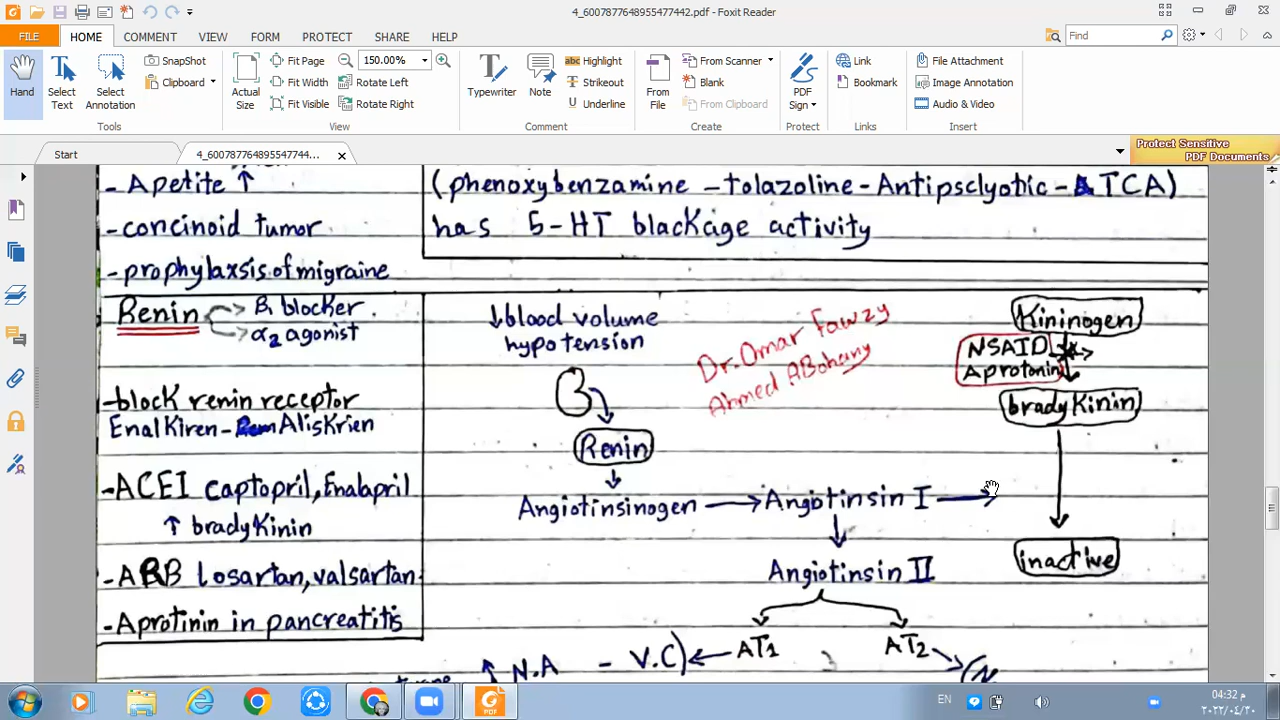 4_6007877648955477442.pdf - Foxit Reader
FILE
HOME
COMMENT
VIEW
FORM
PROTECT
SHARE
HELP
Find
Hand
Select
Text
Select
Annotation
SnapShot
Clipboard
Tools
Actual
Size
Fit Page
Fit Width
Fit Visible
150.00%
Rotate Left
Rotate Right
View
Typewriter
Note
Highlight
Strikeout
Underline
Comment
From
File
From Scanner
Blank
From Clipboard
Create
PDF
Sign
Protect
Link
Bookmark
Links
File Attachment
Image Annotation
Audio & Video
Insert
Start
4_600787764895547744...
Protect Sensitive
PDF Documents
- Apetite ↑
- concinoid tumor
- prophylaxsis of migraine
(phenoxybenzamine - tolazoline - Antipsclyotic - TCA)
has 5-HT blackage activity
Renin
B1 blocker
α2 agonist
- block renin receptor
Enalkiren - Aliskrien
- ACEI captopril, Enalapril
↑ bradykinin
- ARB losartan, valsartan
- Aprotinin in pancreatitis
↓ blood volume
hypotension
Renin
Angiotinsinogen → Angiotinsin I →
Angiotinsin II
AT1
AT2
↑ N.A - V.C)
Dr. Omar Fawzy
Ahmed ABohany
Kininogen
NSAID
Aprotonin
bradykinin
inactive
EN
04:32 م
٢٠٢٢/٠٤/٣٠